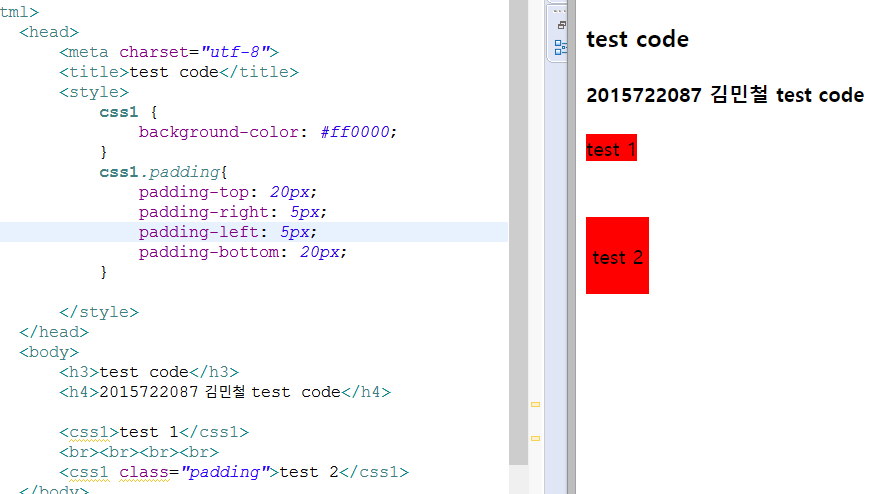 tml>
<head>
<meta charset="utf-8">
<title>test code</title>
<style>
css1 {
background-color: #ff0000;
}
css1.padding{
padding-top: 20px;
padding-right: 5px;
padding-left: 5px;
padding-bottom: 20px;
}
</style>
</head>
<body>
<h3>test code</h3>
<h4>2015722087 김민철 test code</h4>
<css1>test 1</css1>
<br><br><br><br>
<css1 class="padding">test 2</css1>
</body>
test code
2015722087 김민철 test code
test 1
test 2